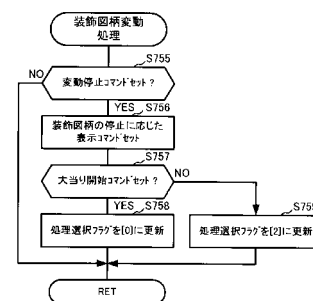 装飾図柄変動
処理
S755
NO
変動停止コマンドセット？
YES
S756
装飾図柄の停止に応じた
表示コマンドセット
S757
大当り開始コマンドセット？
NO
YES
S758
処理選択フラグを[0]に更新
S755
処理選択フラグを[2]に更新
RET